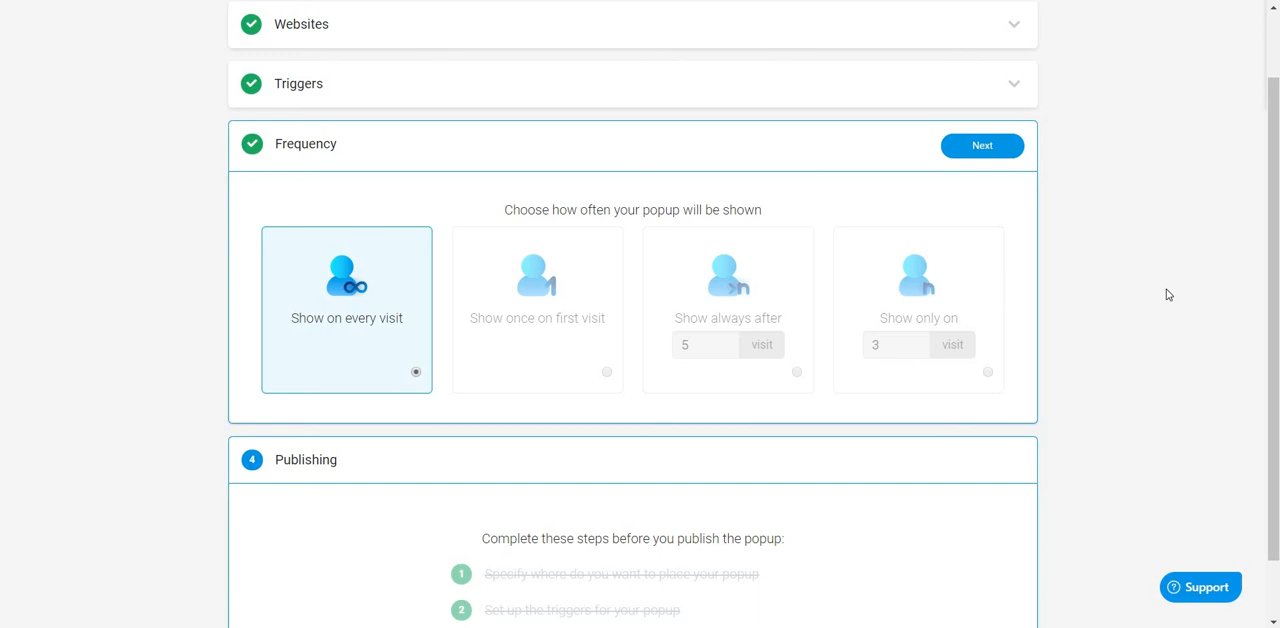 Websites
Triggers
Frequency
Next
Choose how often your popup will be shown
Show on every visit
Show once on first visit
Show always after
5 visit
Show only on
3 visit
4 Publishing
Complete these steps before you publish the popup:
1 Specify where do you want to place your popup
2 Set up the triggers for your popup
Support